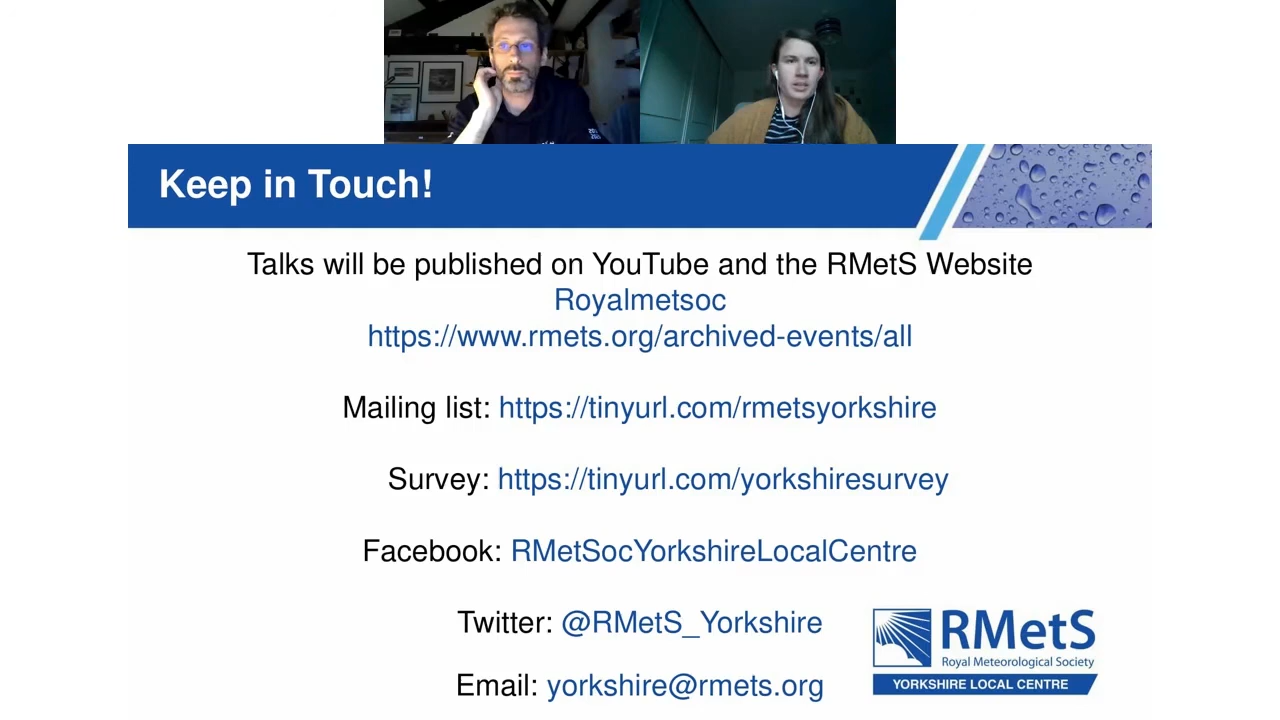 Keep in Touch!
Talks will be published on YouTube and the RMetS Website
Royalmetsoc
https://www.rmets.org/archived-events/all
Mailing list: https://tinyurl.com/rmetsyorkshire
Survey: https://tinyurl.com/yorkshiresurvey
Facebook: RMetSocYorkshireLocalCentre
Twitter: @RMetS_Yorkshire
Email: yorkshire@rmets.org
RMetS
Royal Meteorological Society
YORKSHIRE LOCAL CENTRE